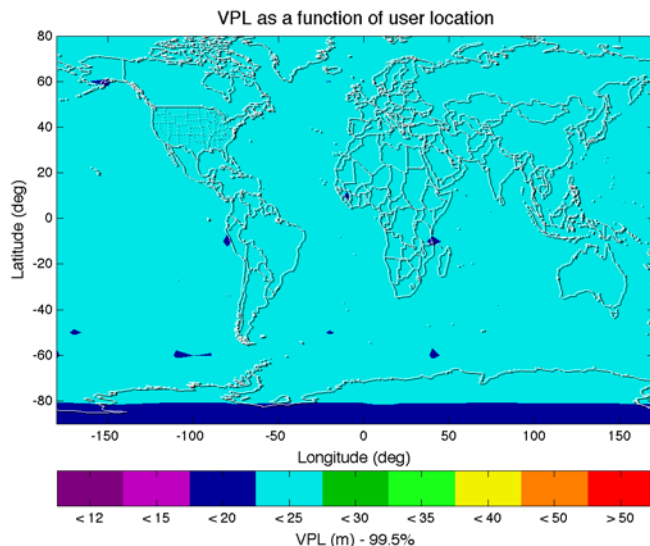 VPL as a function of user location
80
60
40
20
0
-20
-40
-60
-80
Latitude (deg)
-150 -100 -50 0 50 100 150
Longitude (deg)
< 12 < 15 < 20 < 25 < 30 < 35 < 40 < 50 > 50
VPL (m) - 99.5%